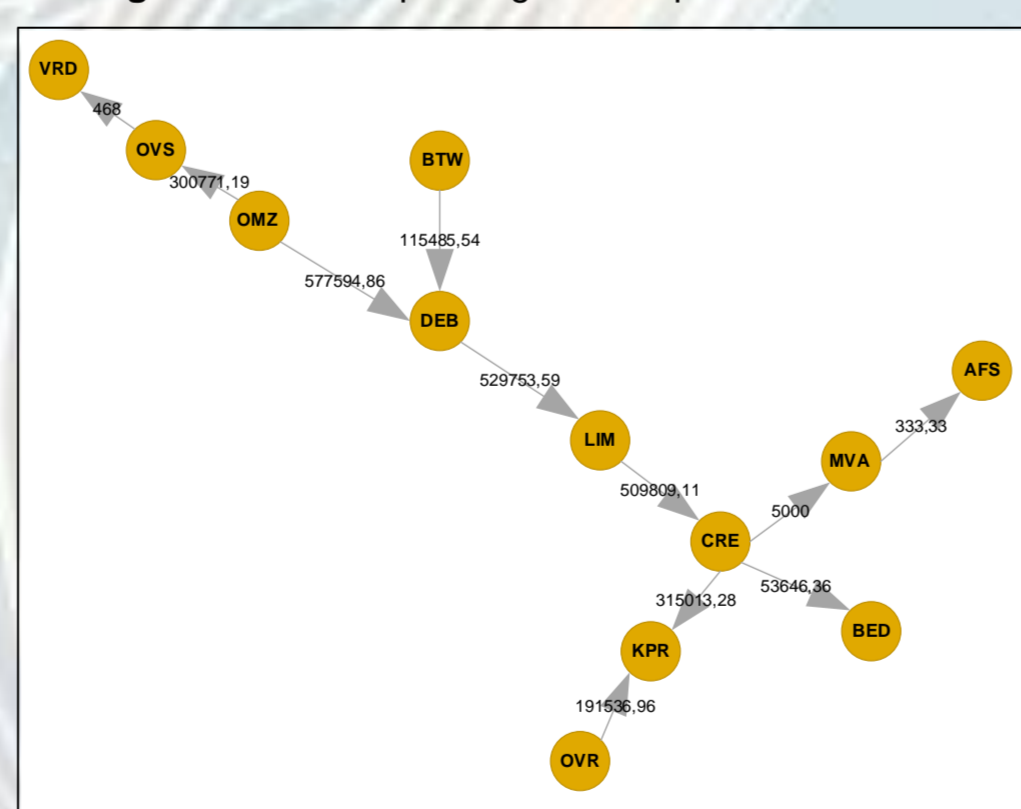 VRD
468
OVS
BTW
300771,19
OMZ
115485,54
577594,86
DEB
AFS
529753,59
333,33
LIM
MVA
509809,11
5000
CRE
53646,36
315013,28
BED
KPR
191536,96
OVR